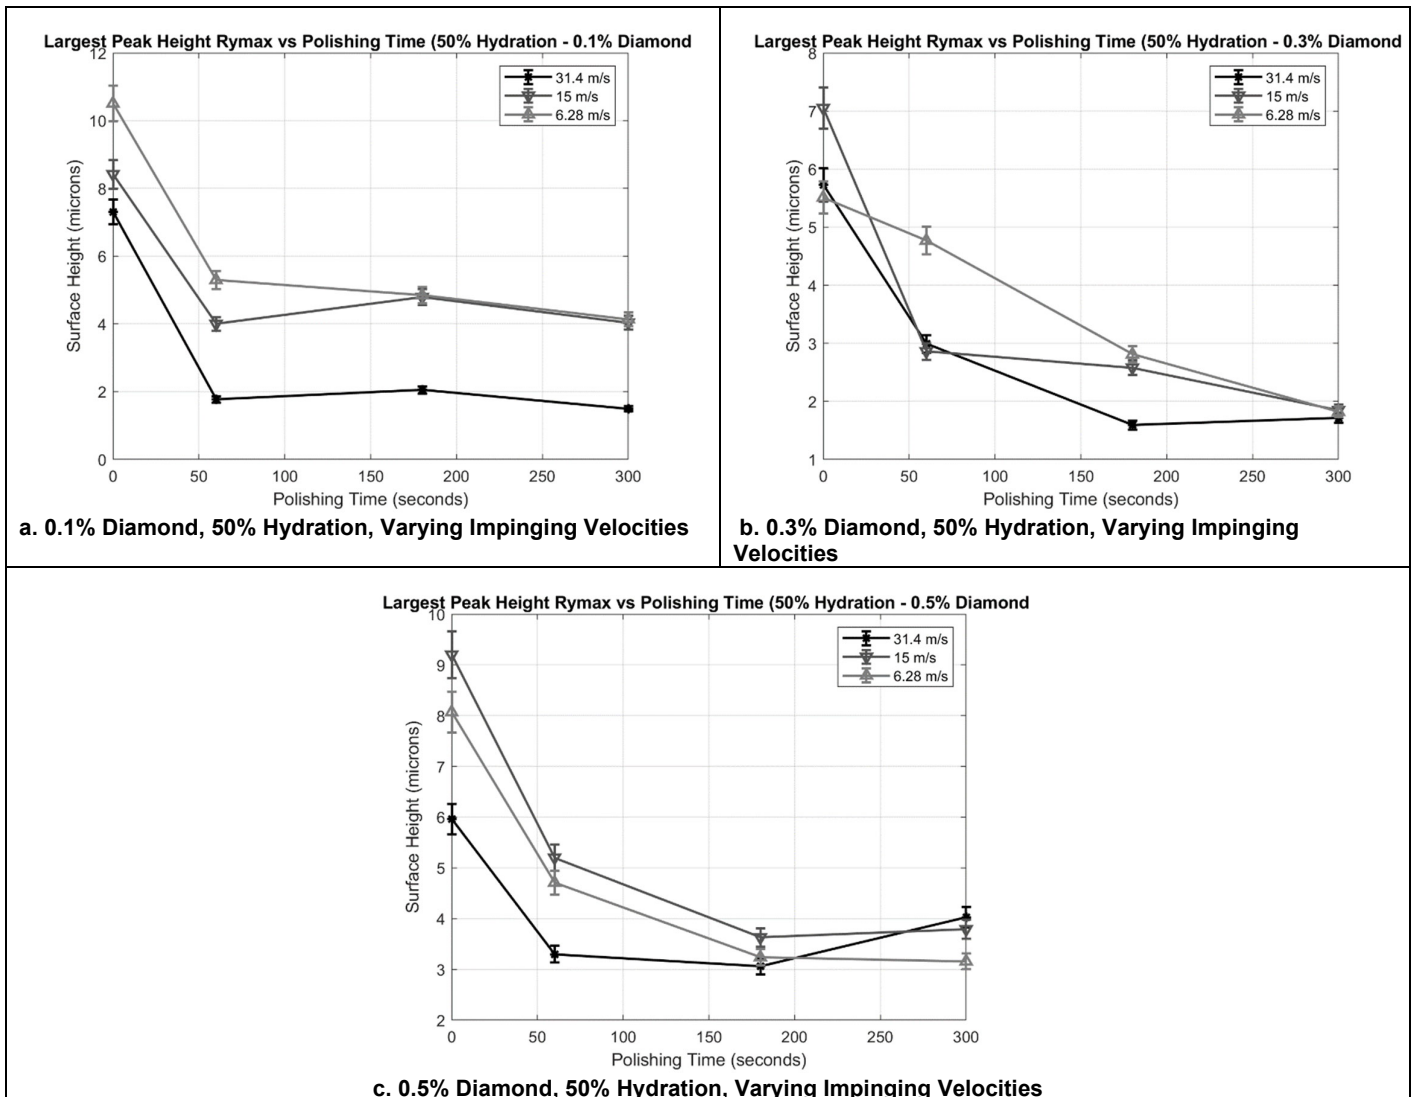 Largest Peak Height Rymax vs Polishing Time (50% Hydration - 0.1% Diamond
12
10
8
6
4
2
0
Surface Height (microns)
31.4 m/s
15 m/s
6.28 m/s
0 50 100 150 200 250 300
Polishing Time (seconds)
a. 0.1% Diamond, 50% Hydration, Varying Impinging Velocities
Largest Peak Height Rymax vs Polishing Time (50% Hydration - 0.3% Diamond
8
7
6
5
4
3
2
1
Surface Height (microns)
31.4 m/s
15 m/s
6.28 m/s
0 50 100 150 200 250 300
Polishing Time (seconds)
b. 0.3% Diamond, 50% Hydration, Varying Impinging
Velocities
Largest Peak Height Rymax vs Polishing Time (50% Hydration - 0.5% Diamond
10
9
8
7
6
5
4
3
2
Surface Height (microns)
31.4 m/s
15 m/s
6.28 m/s
0 50 100 150 200 250 300
Polishing Time (seconds)
c. 0.5% Diamond, 50% Hydration, Varying Impinging Velocities